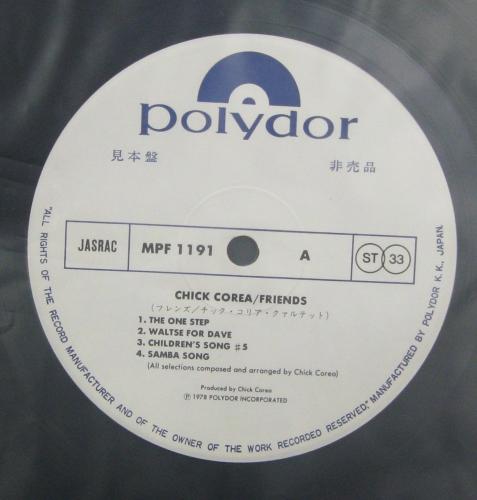 polydor
見本盤
非売品
JASRAC
MPF 1191
A
ST 33
CHICK COREA/FRIENDS
(フレンズ/チック・コリア・クァルテット)
1. THE ONE STEP
2. WALTSE FOR DAVE
3. CHILDREN'S SONG ♯5
4. SAMBA SONG
(All selections composed and arranged by Chick Corea)
Produced by Chick Corea
Ⓟ 1978 POLYDOR INCORPORATED
"ALL RIGHTS OF THE RECORD MANUFACTURER AND OF THE OWNER OF THE WORK RECORDED RESERVED." MANUFACTURED BY POLYDOR K. K., JAPAN.